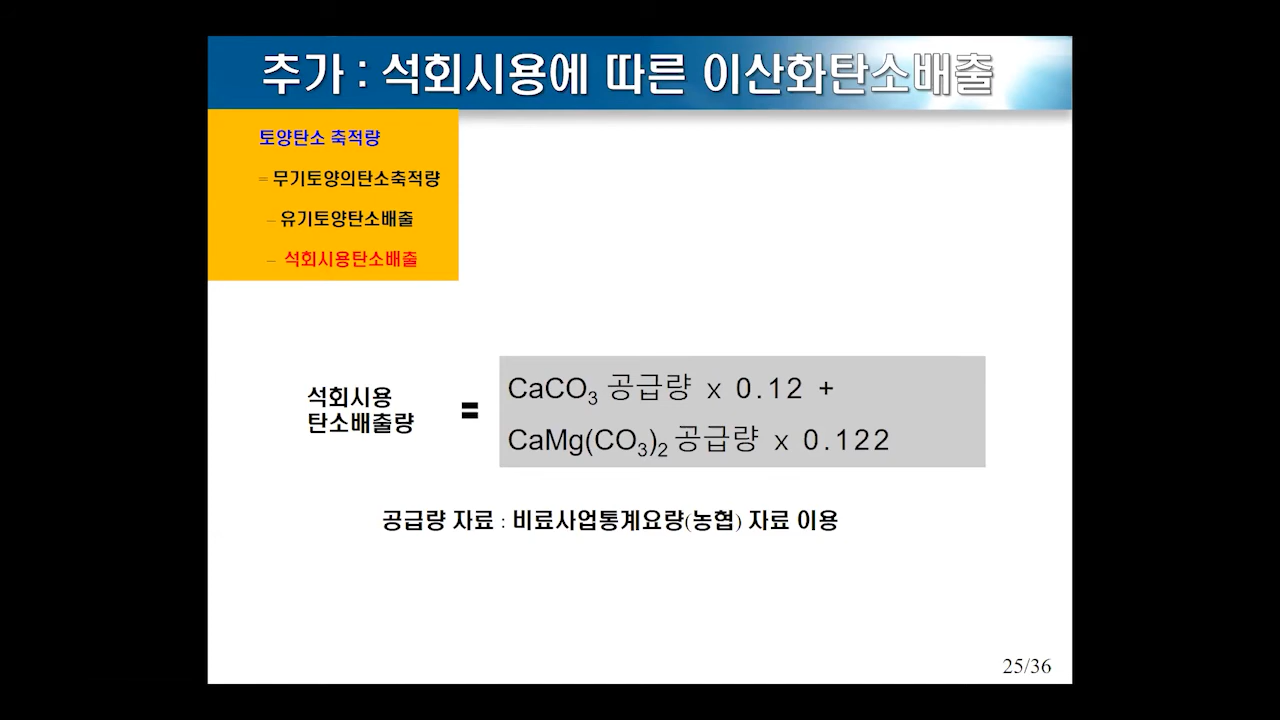 추가 : 석회시용에 따른 이산화탄소배출
토양탄소 축적량
= 무기토양의탄소축적량
– 유기토양탄소배출
– 석회시용탄소배출
석회시용
탄소배출량
=
CaCO₃ 공급량 x 0.12 +
CaMg(CO₃)₂ 공급량 x 0.122
공급량 자료 : 비료사업통계요량(농협) 자료 이용
25/36